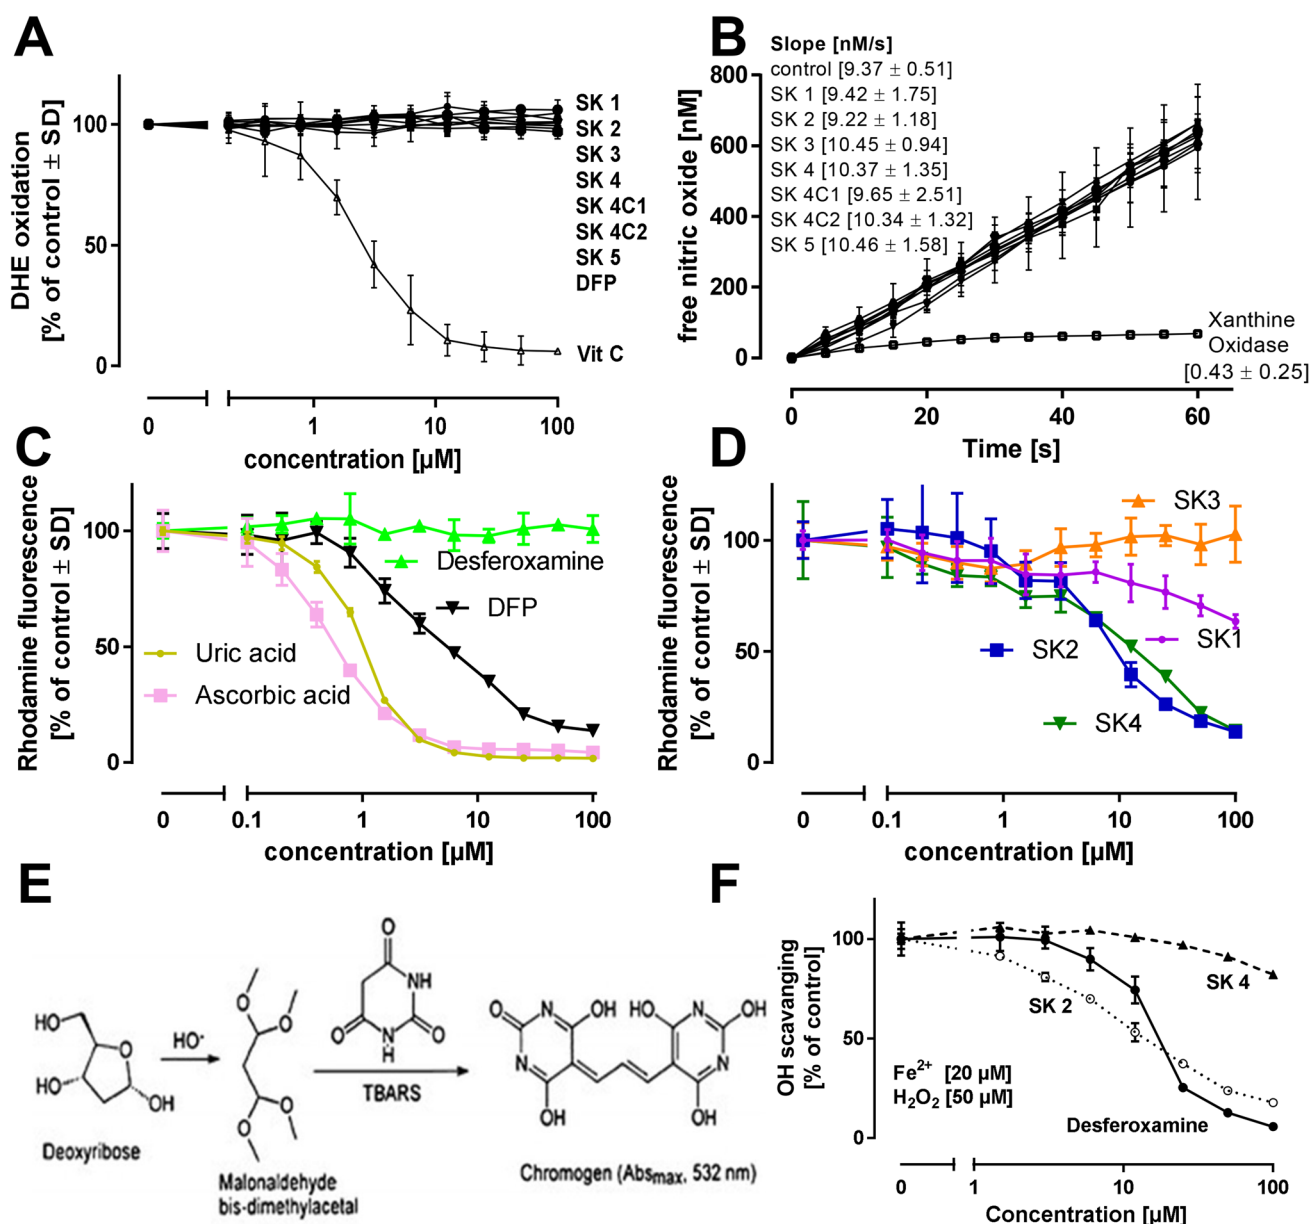 A
DHE oxidation
[% of control ± SD]
100
50
0
SK 1
SK 2
SK 3
SK 4
SK 4C1
SK 4C2
SK 5
DFP
Vit C
0
1
10
100
concentration [µM]
B
free nitric oxide [nM]
800
600
400
200
0
Slope [nM/s]
control [9.37 ± 0.51]
SK 1 [9.42 ± 1.75]
SK 2 [9.22 ± 1.18]
SK 3 [10.45 ± 0.94]
SK 4 [10.37 ± 1.35]
SK 4C1 [9.65 ± 2.51]
SK 4C2 [10.34 ± 1.32]
SK 5 [10.46 ± 1.58]
Xanthine
Oxidase
[0.43 ± 0.25]
0
20
40
60
Time [s]
C
Rhodamine fluorescence
[% of control ± SD]
100
50
0
Desferoxamine
DFP
Uric acid
Ascorbic acid
0
0.1
1
10
100
concentration [µM]
D
Rhodamine fluorescence
[% of control ± SD]
100
50
0
SK3
SK1
SK2
SK4
0
0.1
1
10
100
concentration [µM]
E
HO
HO
O
OH
Deoxyribose
HO·
O
O
O
O
Malonaldehyde
bis-dimethylacetal
O
NH
O
N
H
O
TBARS
O
N
OH
HO
N
OH
N
N
OH
OH
Chromogen (Absmax, 532 nm)
F
OH scavanging
[% of control]
100
50
0
SK 4
SK 2
Fe²⁺ [20 µM]
H₂O₂ [50 µM]
Desferoxamine
0
1
10
100
Concentration [µM]